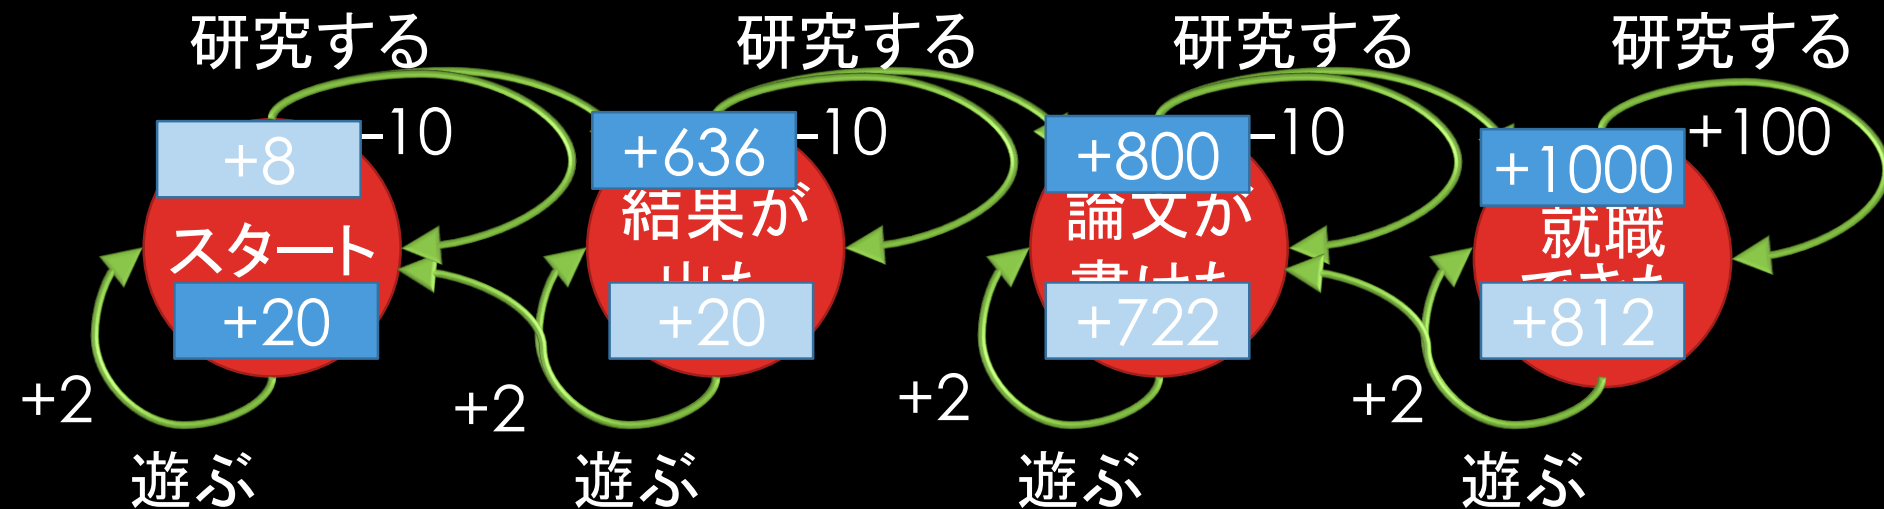 研究する
研究する
研究する
研究する
-10
-10
-10
+100
+8
+636
+800
+1000
スタート
結果が
論文が
就職
+20
+20
+722
+812
+2
+2
+2
+2
遊ぶ
遊ぶ
遊ぶ
遊ぶ